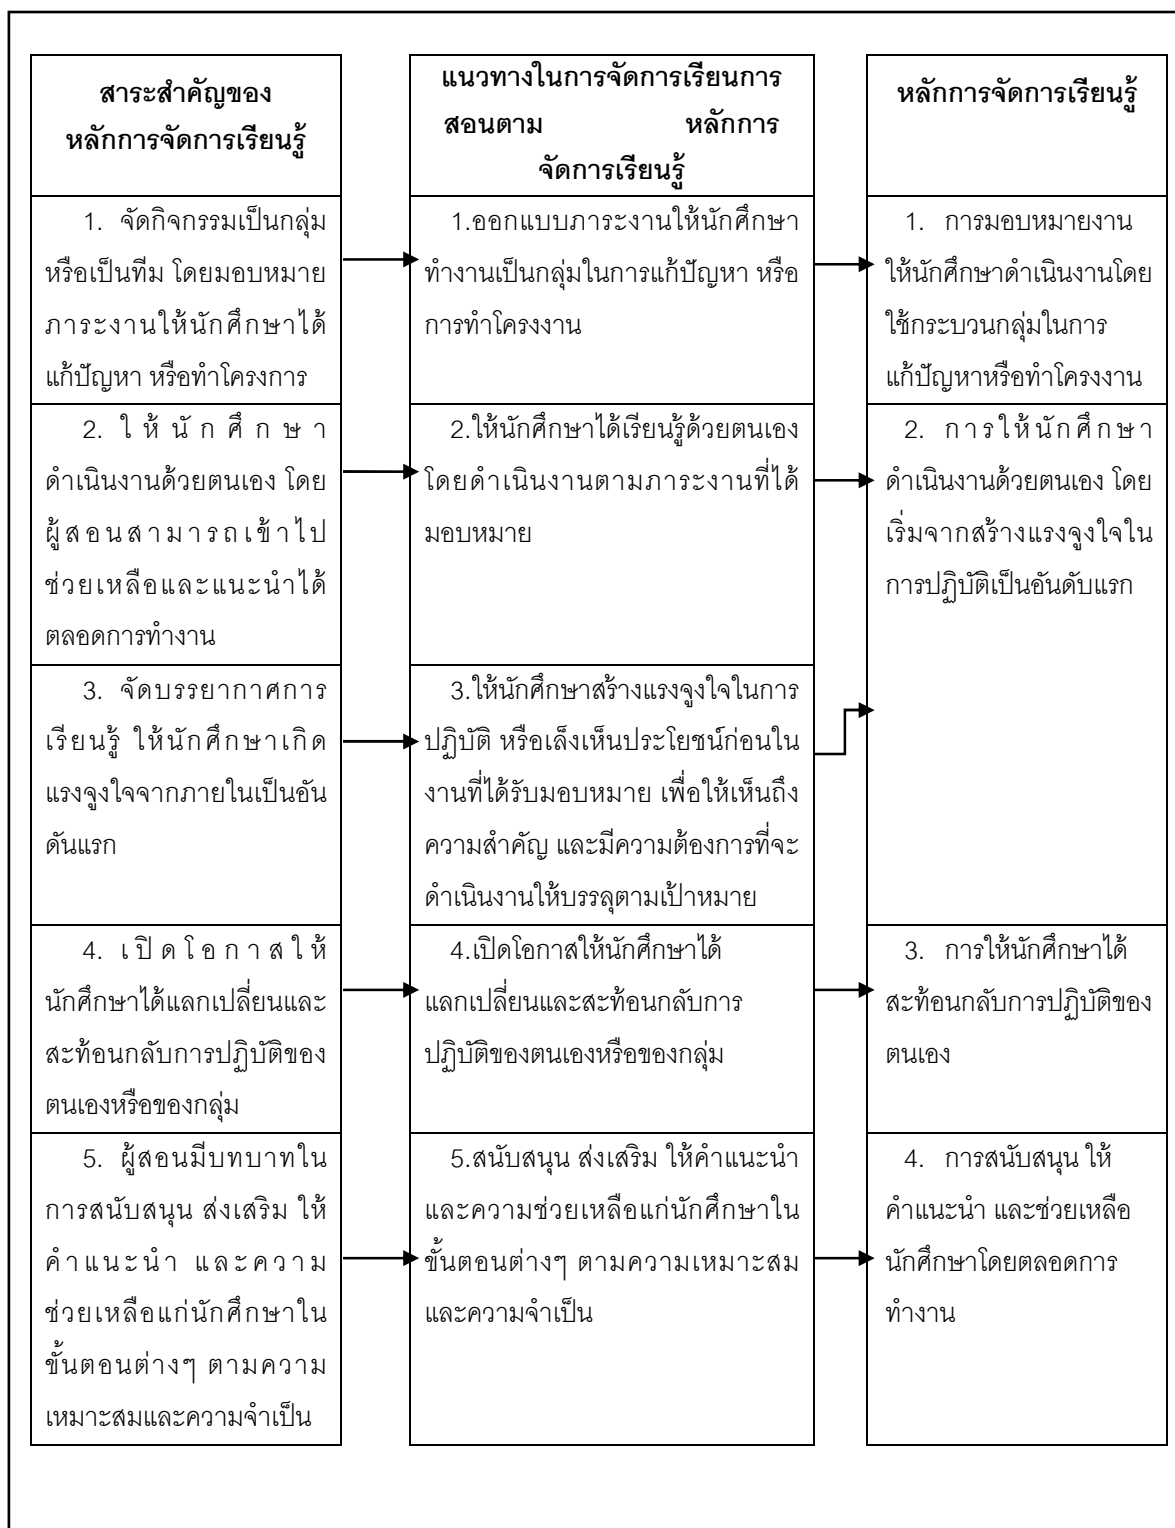 สาระสำคัญของ
หลักการจัดการเรียนรู้
1. จัดกิจกรรมเป็นกลุ่ม
หรือเป็นทีม โดยมอบหมาย
ภาระงานให้นักศึกษาได้
แก้ปัญหา หรือทำโครงการ
2. ให้นักศึกษา
ดำเนินงานด้วยตนเอง โดย
ผู้สอนสามารถเข้าไป
ช่วยเหลือและแนะนำได้
ตลอดการทำงาน
3. จัดบรรยากาศการ
เรียนรู้ ให้นักศึกษาเกิด
แรงจูงใจจากภายในเป็นอัน
ดันแรก
4. เปิดโอกาสให้
นักศึกษาได้แลกเปลี่ยนและ
สะท้อนกลับการปฏิบัติของ
ตนเองหรือของกลุ่ม
5. ผู้สอนมีบทบาทใน
การสนับสนุน ส่งเสริม ให้
คำแนะนำ และความ
ช่วยเหลือแก่นักศึกษาใน
ขั้นตอนต่างๆ ตามความ
เหมาะสมและความจำเป็น
แนวทางในการจัดการเรียนการ
สอนตาม หลักการ
จัดการเรียนรู้
1.ออกแบบภาระงานให้นักศึกษา
ทำงานเป็นกลุ่มในการแก้ปัญหา หรือ
การทำโครงงาน
2.ให้นักศึกษาได้เรียนรู้ด้วยตนเอง
โดยดำเนินงานตามภาระงานที่ได้
มอบหมาย
3.ให้นักศึกษาสร้างแรงจูงใจในการ
ปฏิบัติ หรือเล็งเห็นประโยชน์ก่อนใน
งานที่ได้รับมอบหมาย เพื่อให้เห็นถึง
ความสำคัญ และมีความต้องการที่จะ
ดำเนินงานให้บรรลุตามเป้าหมาย
4.เปิดโอกาสให้นักศึกษาได้
แลกเปลี่ยนและสะท้อนกลับการ
ปฏิบัติของตนเองหรือของกลุ่ม
5.สนับสนุน ส่งเสริม ให้คำแนะนำ
และความช่วยเหลือแก่นักศึกษาใน
ขั้นตอนต่างๆ ตามความเหมาะสม
และความจำเป็น
หลักการจัดการเรียนรู้
1. การมอบหมายงาน
ให้นักศึกษาดำเนินงานโดย
ใช้กระบวนกลุ่มในการ
แก้ปัญหาหรือทำโครงงาน
2. การให้นักศึกษา
ดำเนินงานด้วยตนเอง โดย
เริ่มจากสร้างแรงจูงใจใน
การปฏิบัติเป็นอันดับแรก
3. การให้นักศึกษาได้
สะท้อนกลับการปฏิบัติของ
ตนเอง
4. การสนับสนุน ให้
คำแนะนำ และช่วยเหลือ
นักศึกษาโดยตลอดการ
ทำงาน